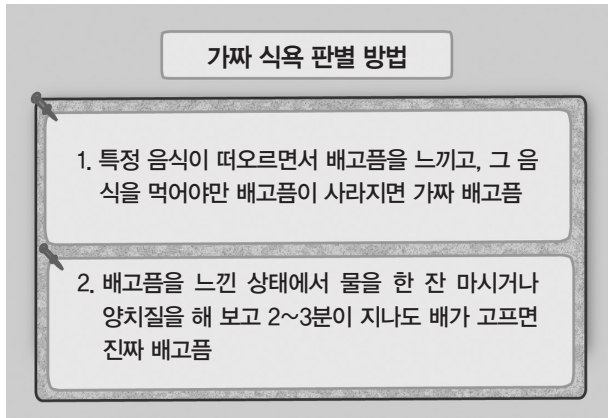 가짜 식욕 판별 방법
1. 특정 음식이 떠오르면서 배고픔을 느끼고, 그 음
식을 먹어야만 배고픔이 사라지면 가짜 배고픔
2. 배고픔을 느낀 상태에서 물을 한 잔 마시거나
양치질을 해 보고 2~3분이 지나도 배가 고프면
진짜 배고픔